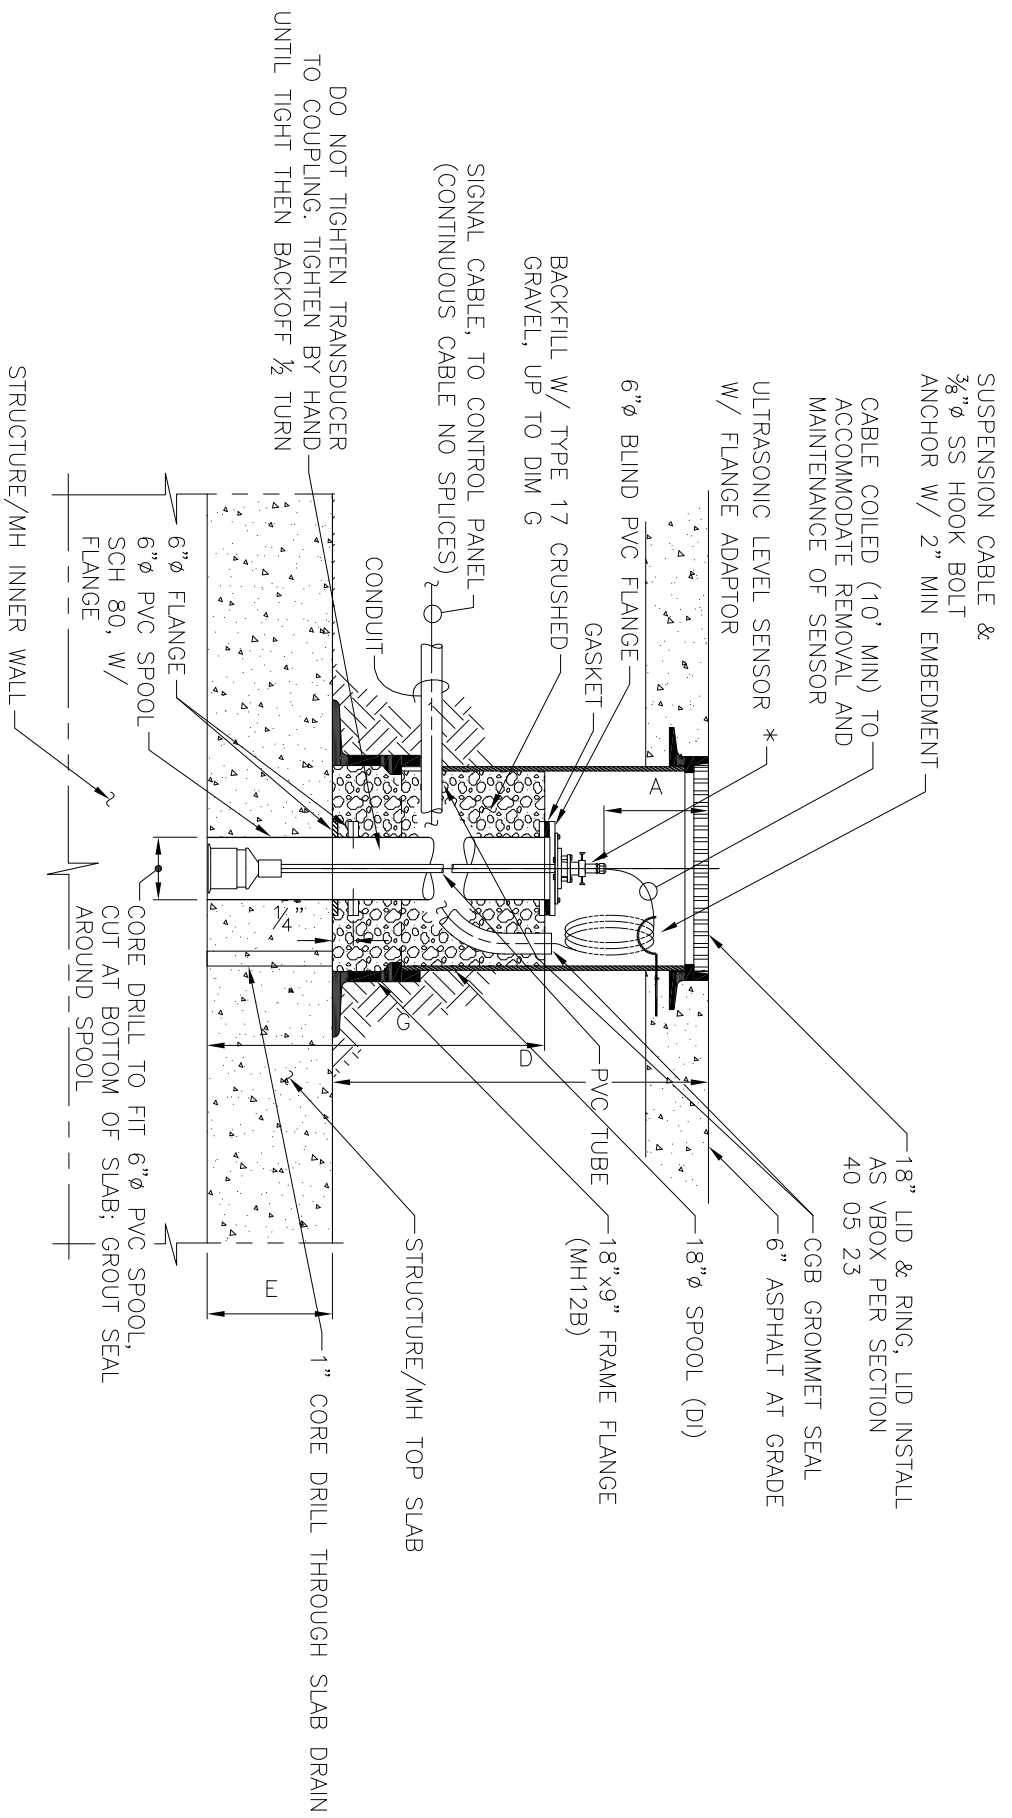 SUSPENSION CABLE &
3/8"ø SS HOOK BOLT
ANCHOR W/ 2" MIN EMBEDMENT
CABLE COILED (10' MIN) TO
ACCOMMODATE REMOVAL AND
MAINTENANCE OF SENSOR
ULTRASONIC LEVEL SENSOR *
W/ FLANGE ADAPTOR
6"ø BLIND PVC FLANGE
GASKET
BACKFILL W/ TYPE 17 CRUSHED
GRAVEL, UP TO DIM G
SIGNAL CABLE, TO CONTROL PANEL
(CONTINUOUS CABLE NO SPLICES)
CONDUIT
DO NOT TIGHTEN TRANSDUCER
TO COUPLING. TIGHTEN BY HAND
UNTIL TIGHT THEN BACKOFF ½ TURN
6"ø FLANGE
6"ø PVC SPOOL
SCH 80, W/
FLANGE
STRUCTURE/MH INNER WALL
A
1/4"
G
D
E
18" LID & RING, LID INSTALL
AS VBOX PER SECTION
40 05 23
CGB GROMMET SEAL
6" ASPHALT AT GRADE
18"ø SPOOL (DI)
PVC TUBE
18"x9" FRAME FLANGE
(MH12B)
STRUCTURE/MH TOP SLAB
1" CORE DRILL THROUGH SLAB DRAIN
CORE DRILL TO FIT 6"ø PVC SPOOL,
CUT AT BOTTOM OF SLAB; GROUT SEAL
AROUND SPOOL